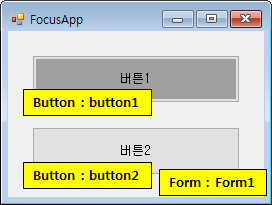 FocusApp
버튼1
Button : button1
버튼2
Button : button2
Form : Form1